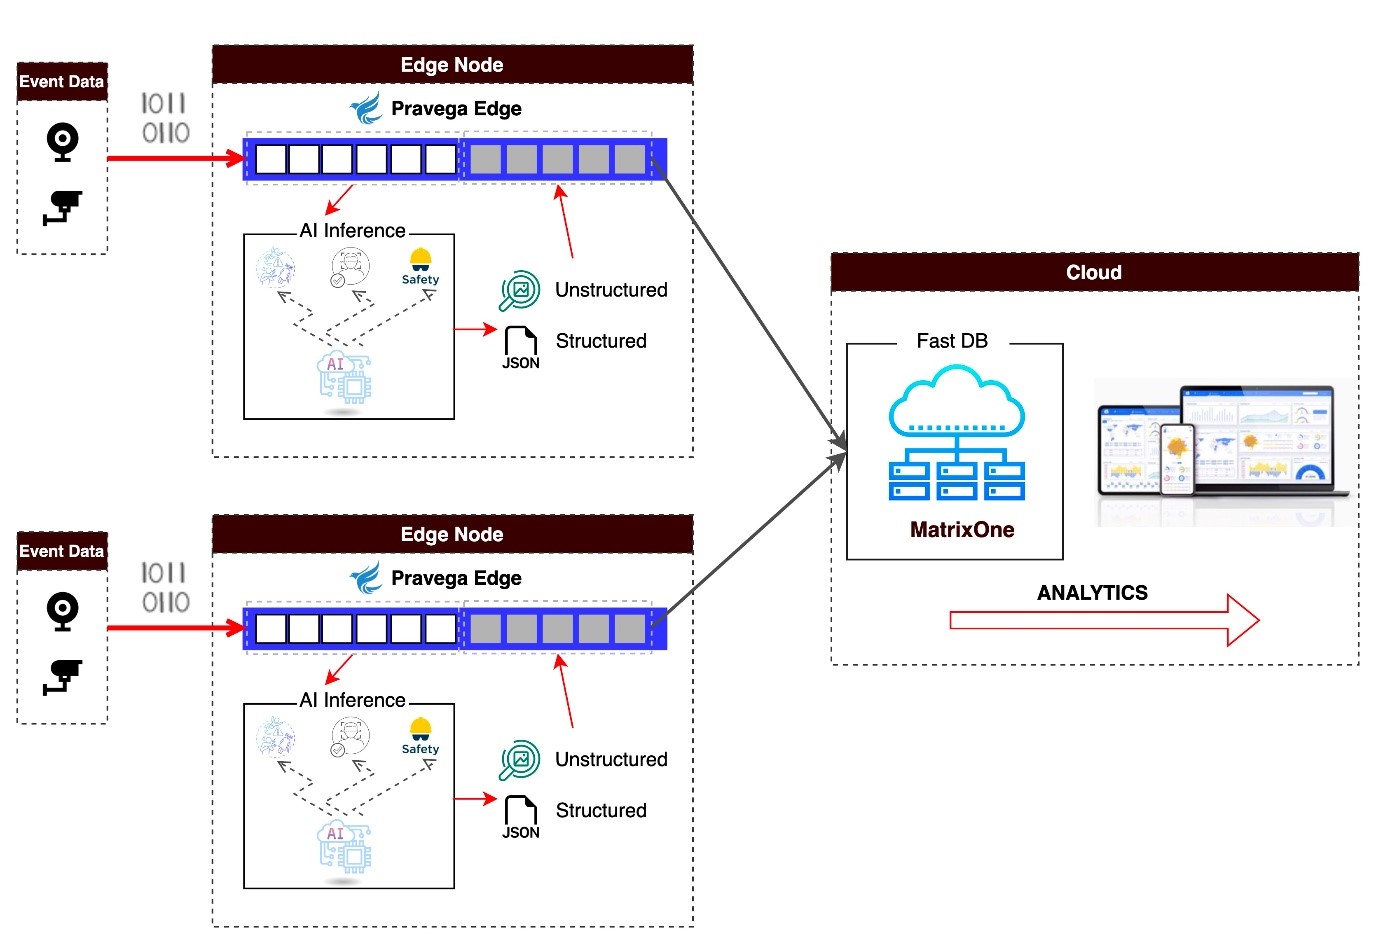 Event Data
1011
0110
Edge Node
Pravega Edge
AI Inference
Safety
AI
Unstructured
Structured
JSON
Event Data
1011
0110
Edge Node
Pravega Edge
AI Inference
Safety
AI
Unstructured
Structured
JSON
Cloud
Fast DB
MatrixOne
ANALYTICS